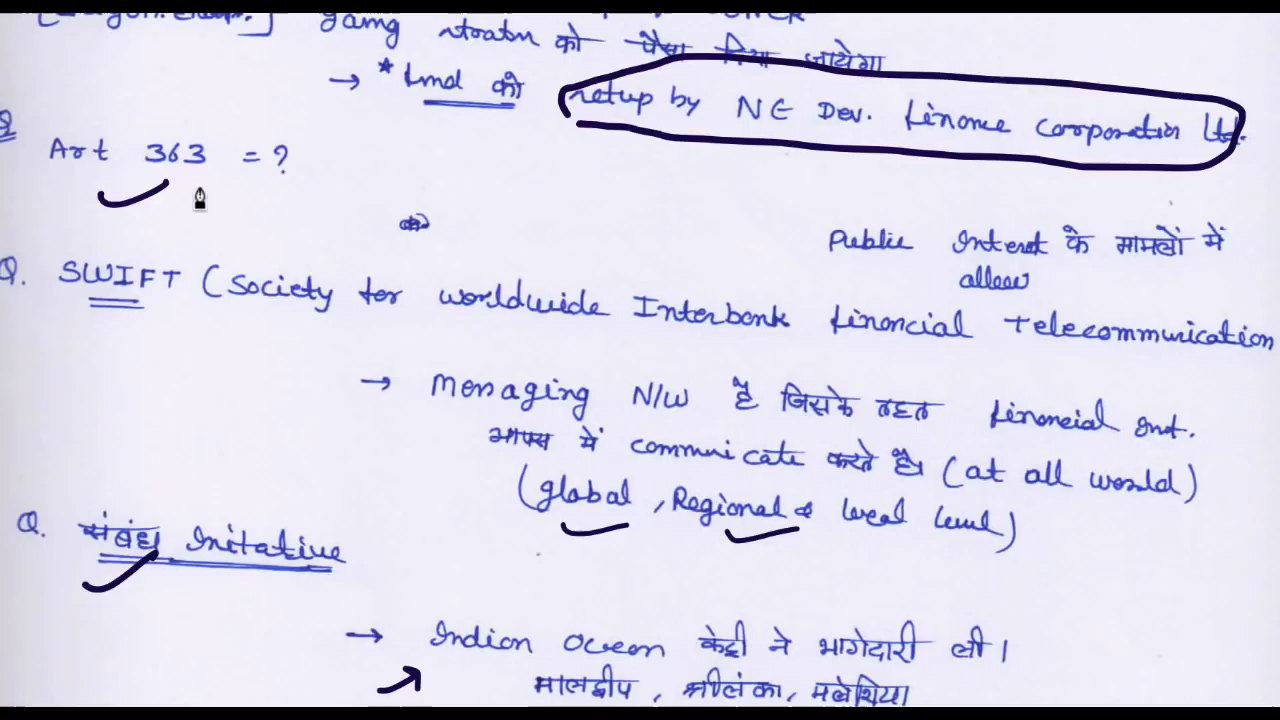 gaming startup को पैसा दिया जायेगा
→ * fund को setup by NE Dev. finance corporation Ltd.
Q
Art 363 = ?
Public Interest के मामलों में
allow
Q. SWIFT (Society for worldwide Interbank financial Telecommunication
→ Messaging N/W है जिसके तहत financial Inst.
आपस में communicate करते है। (at all world)
(global, Regional & local level)
Q. संबंध Initative
→ Indian Ocean केंद्री ने भागेदारी ली।
मालद्वीप, श्रीलंका, मलेशिया